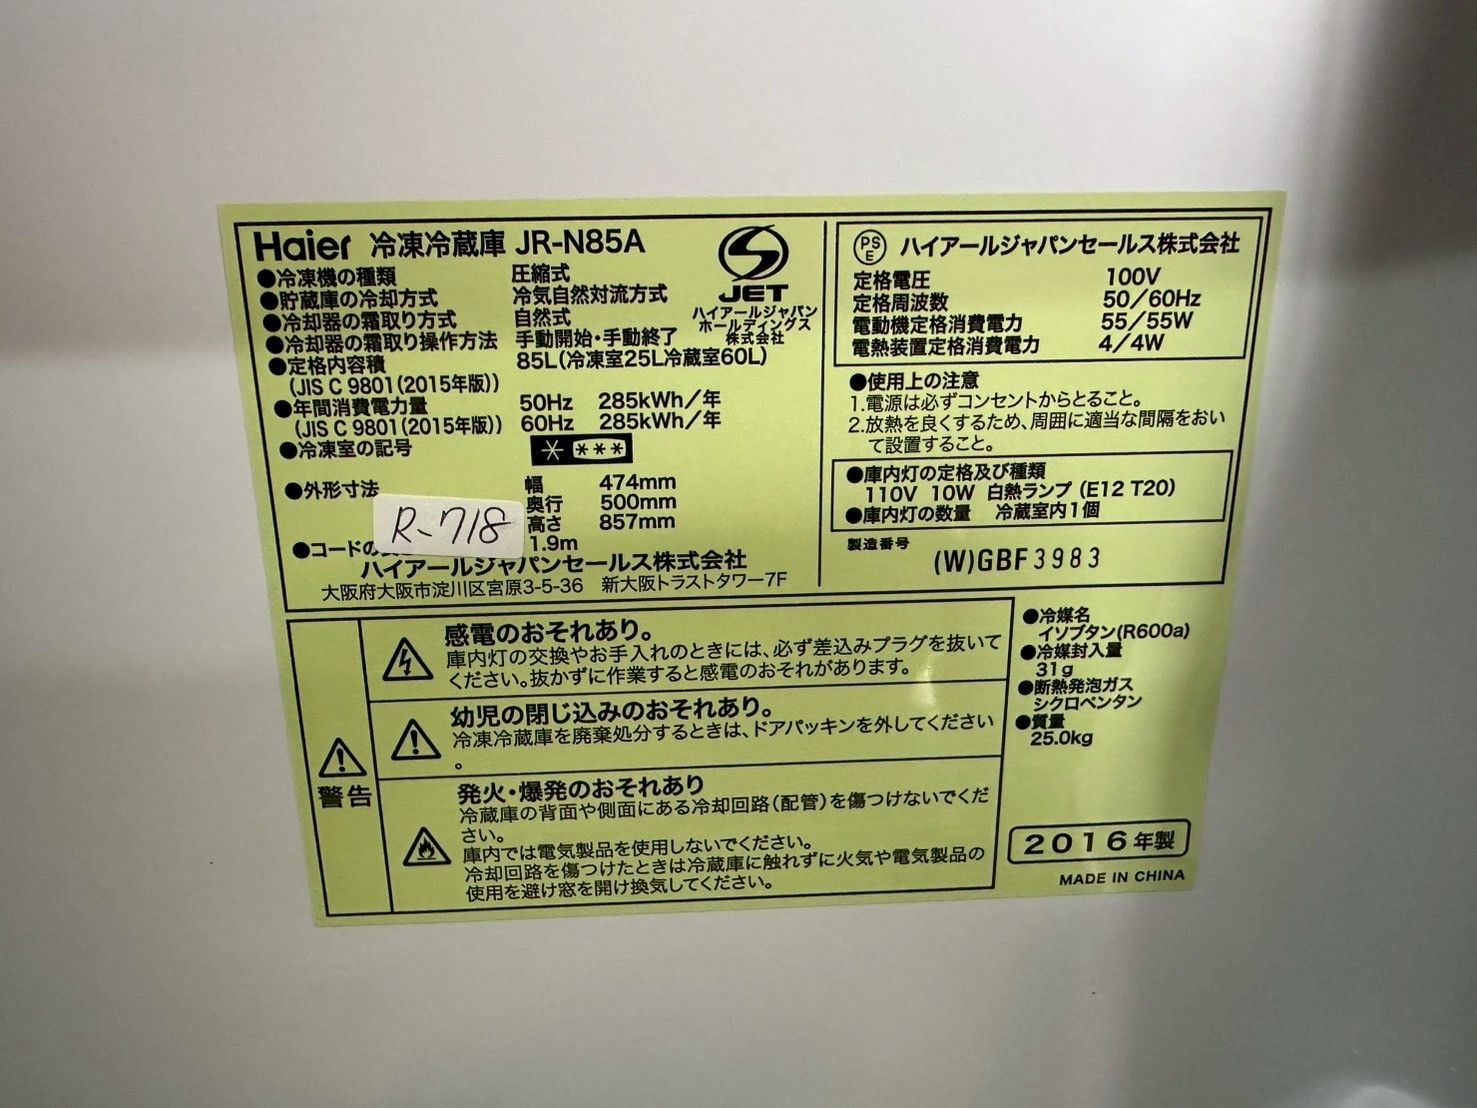 Haier 冷凍冷蔵庫 JR-N85A
●冷凍機の種類 圧縮式
●貯蔵庫の冷却方式 冷気自然対流方式
●冷却器の霜取り方式 自然式
●冷却器の霜取り操作方法 手動開始・手動終了
●定格内容積 85L(冷凍室25L冷蔵室60L)
(JIS C 9801(2015年版))
●年間消費電力量 50Hz 285kWh/年
(JIS C 9801(2015年版)) 60Hz 285kWh/年
●冷凍室の記号
●外形寸法 幅 474mm
奥行 500mm
高さ 857mm
R-718
●コードの 1.9m
ハイアールジャパンセールス株式会社
大阪府大阪市淀川区宮原3-5-36 新大阪トラストタワー7F
JET
ハイアールジャパン
ホールディングス
株式会社
PS
E
ハイアールジャパンセールス株式会社
定格電圧 100V
定格周波数 50/60Hz
電動機定格消費電力 55/55W
電熱装置定格消費電力 4/4W
●使用上の注意
1.電源は必ずコンセントからとること。
2.放熱を良くするため、周囲に適当な間隔をおい
て設置すること。
●庫内灯の定格及び種類
110V 10W 白熱ランプ (E12 T20)
●庫内灯の数量 冷蔵室内1個
製造番号
(W)GBF3983
警告
感電のおそれあり。
庫内灯の交換やお手入れのときには、必ず差込みプラグを抜いて
ください。抜かずに作業すると感電のおそれがあります。
幼児の閉じ込みのおそれあり。
冷凍冷蔵庫を廃棄処分するときは、ドアパッキンを外してください
。
発火・爆発のおそれあり
冷蔵庫の背面や側面にある冷却回路(配管)を傷つけないでくだ
さい。
庫内では電気製品を使用しないでください。
冷却回路を傷つけたときは冷蔵庫に触れずに火気や電気製品の
使用を避け窓を開け換気してください。
●冷媒名
イソブタン(R600a)
●冷媒封入量
31g
●断熱発泡ガス
シクロペンタン
●質量
25.0kg
2016年製
MADE IN CHINA